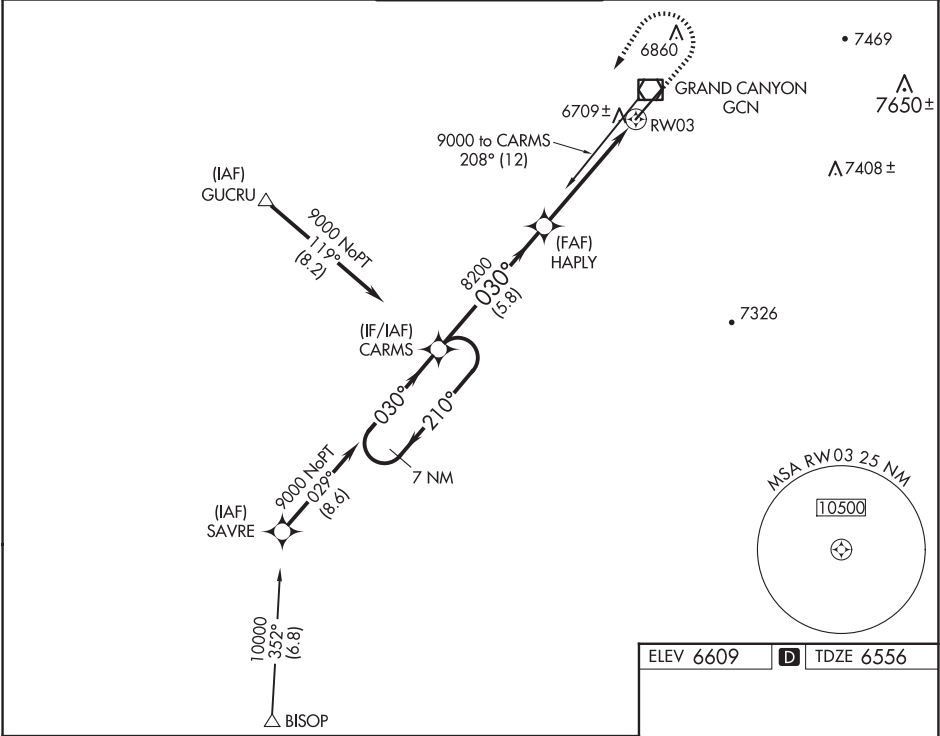 6860
7469
GRAND CANYON
GCN
7650±
6709±
RW03
9000 to CARMS
208° (12)
7408±
(IAF)
GUCRU
9000 NoPT
119°
(8.2)
(FAF)
HAPLY
8200
030°
(5.8)
7326
(IF/IAF)
CARMS
030°
210°
7 NM
9000 NoPT
029°
(8.6)
(IAF)
SAVRE
MSA RW03 25 NM
10500
10000
352°
(6.8)
BISOP
ELEV 6609 D TDZE 6556